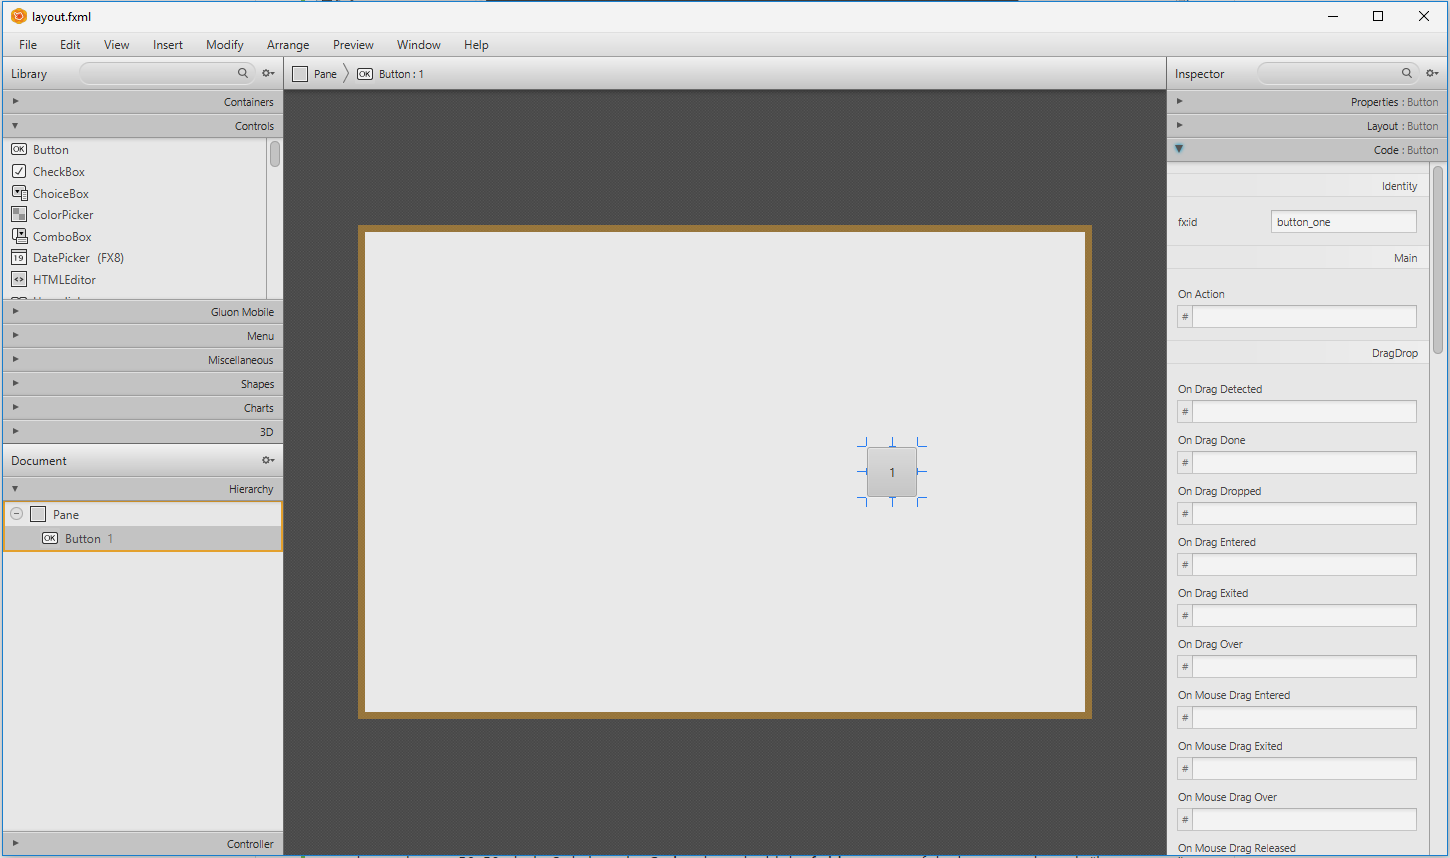 layout.fxml
File Edit View Insert Modify Arrange Preview Window Help
Library
Containers
Controls
OK Button
CheckBox
ChoiceBox
ColorPicker
ComboBox
19 DatePicker (FX8)
<> HTMLEditor
Gluon Mobile
Menu
Miscellaneous
Shapes
Charts
3D
Document
Hierarchy
Pane
OK Button 1
Controller
Pane OK Button : 1
1
Inspector
Properties : Button
Layout : Button
Code : Button
Identity
fx:id button_one
Main
On Action
#
DragDrop
On Drag Detected
#
On Drag Done
#
On Drag Dropped
#
On Drag Entered
#
On Drag Exited
#
On Drag Over
#
On Mouse Drag Entered
#
On Mouse Drag Exited
#
On Mouse Drag Over
#
On Mouse Drag Released